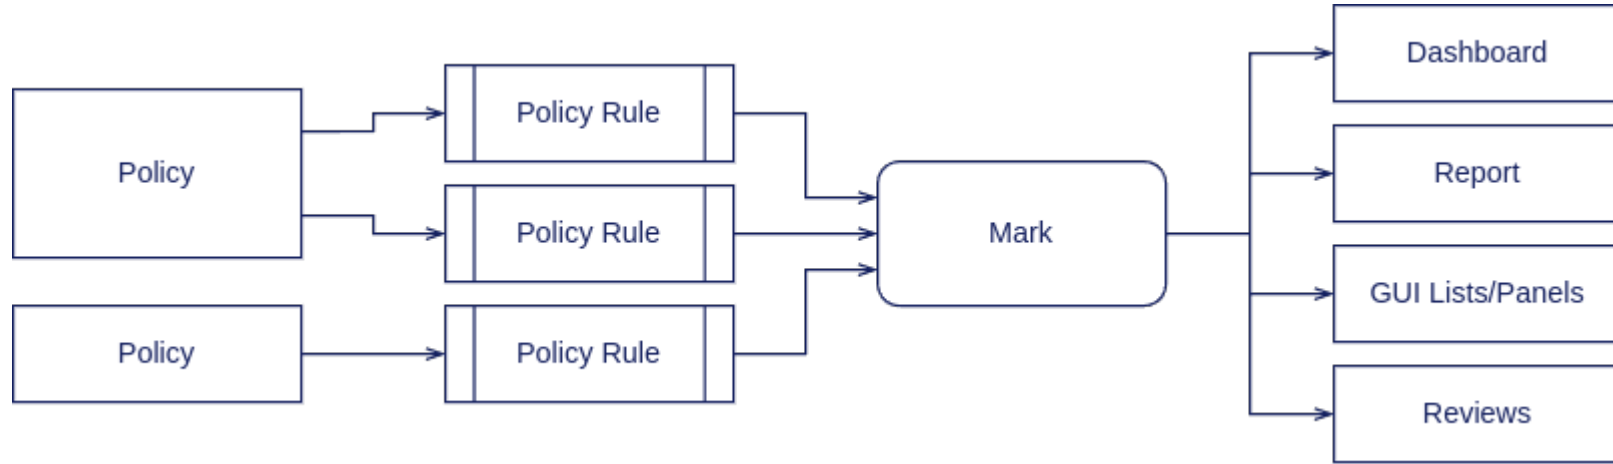 Policy
Policy
Policy Rule
Policy Rule
Policy Rule
Mark
Dashboard
Report
GUI Lists/Panels
Reviews